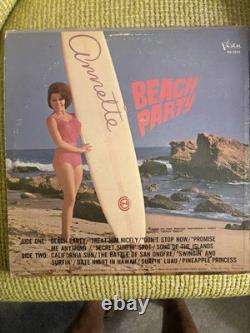 Vista
Annette
BEACH
PARTY
SIDE ONE: BEACH PARTY/TREAT HIM NICELY/DON'T STOP NOW/PROMISE
ME ANYTHING/SECRET SURFIN' SPOT/SONG OF THE ISLANDS
SIDE TWO: CALIFORNIA SUN/THE BATTLE OF SAN ONOFRE/SWINGIN' AND
SURFIN'/DATE NIGHT IN HAWAII/SURFIN' LUAU/PINEAPPLE PRINCESS